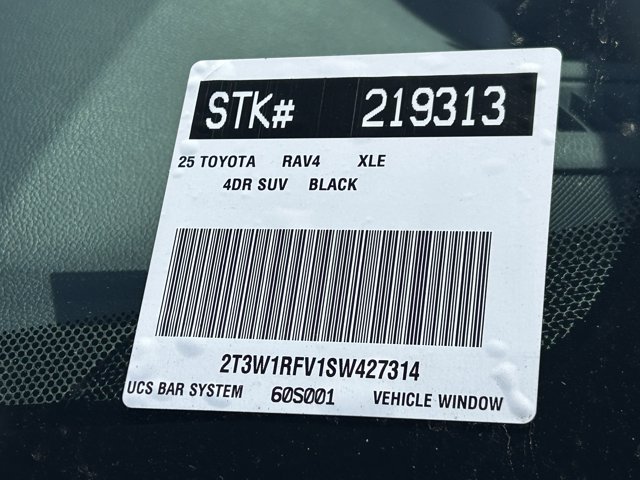 STK# 219313
25 TOYOTA RAV4 XLE
4DR SUV BLACK
2T3W1RFV1SW427314
UCS BAR SYSTEM 60S001 VEHICLE WINDOW